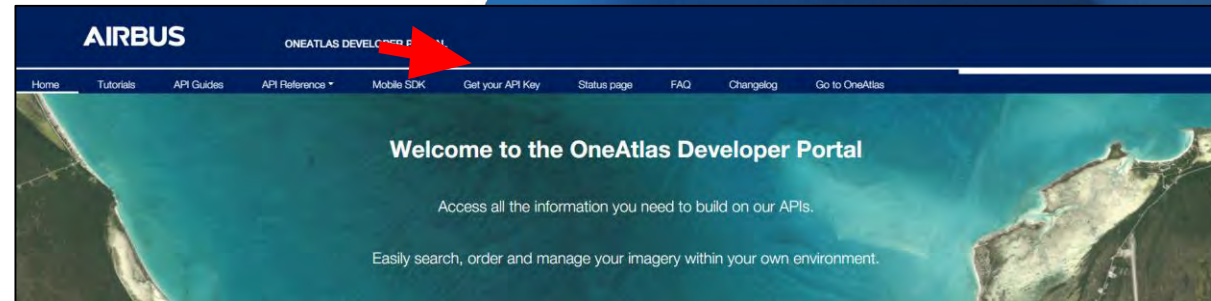 AIRBUS
ONEATLAS DEVELOPER
Home Tutorials API Guides API Reference Mobile SDK Get your API Key Status page FAQ Changelog Go to OneAtlas
Welcome to the OneAtlas Developer Portal
Access all the information you need to build on our APIs.
Easily search, order and manage your imagery within your own environment.